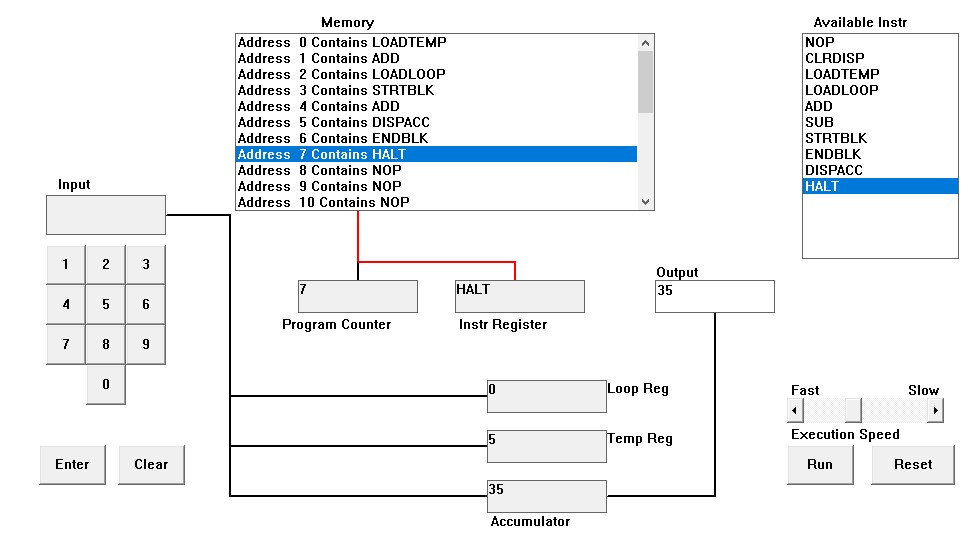 Memory
Address 0 Contains LOADTEMP
Address 1 Contains ADD
Address 2 Contains LOADLOOP
Address 3 Contains STRTBLK
Address 4 Contains ADD
Address 5 Contains DISPACC
Address 6 Contains ENDBLK
Address 7 Contains HALT
Address 8 Contains NOP
Address 9 Contains NOP
Address 10 Contains NOP
Available Instr
NOP
CLRDISP
LOADTEMP
LOADLOOP
ADD
SUB
STRTBLK
ENDBLK
DISPACC
HALT
Input
1 2 3
4 5 6
7 8 9
0
Enter Clear
7
Program Counter
HALT
Instr Register
Output
35
0 Loop Reg
5 Temp Reg
35
Accumulator
Fast Slow
Execution Speed
Run Reset